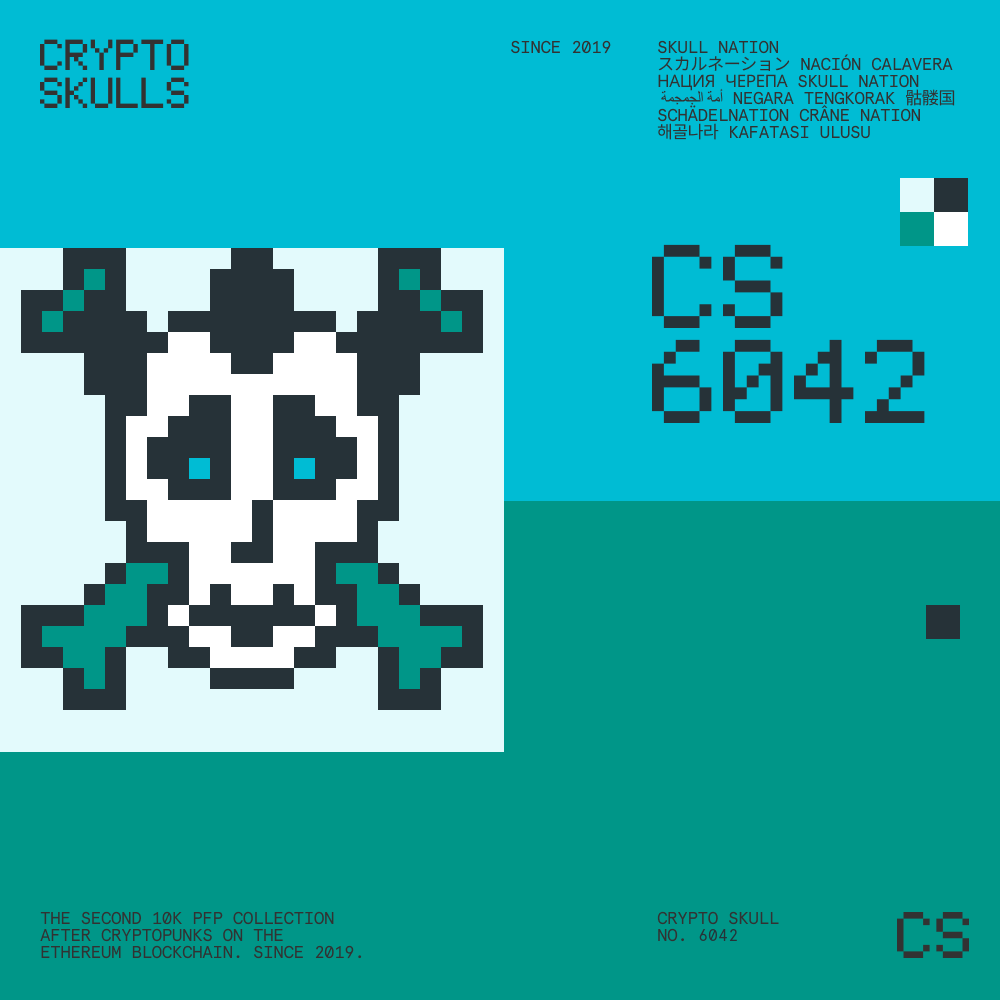 CRYPTO
SKULLS
SINCE 2019
SKULL NATION
スカルネーション NACIÓN CALAVERA
НАЦИЯ ЧЕРЕПА SKULL NATION
أمة الجمجمة NEGARA TENGKORAK 骷髅国
SCHÄDELNATION CRÂNE NATION
해골나라 KAFATASI ULUSU
CS
6042
THE SECOND 10K PFP COLLECTION
AFTER CRYPTOPUNKS ON THE
ETHEREUM BLOCKCHAIN. SINCE 2019.
CRYPTO SKULL
NO. 6042
CS